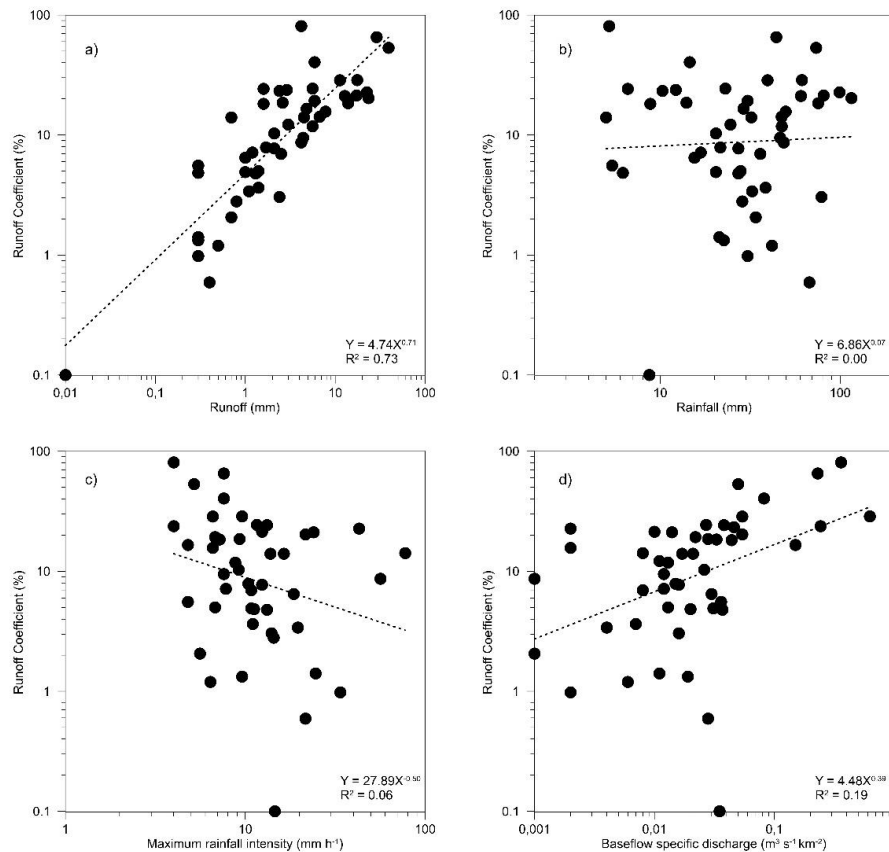 a)
100
10
1
0.1
Runoff Coefficient (%)
Y = 4.74X^0.71
R² = 0.73
0,01 0,1 1 10 100
Runoff (mm)
b)
100
10
1
0.1
Runoff Coefficient (%)
Y = 6.86X^0.07
R² = 0.00
10 100
Rainfall (mm)
c)
100
10
1
0.1
Runoff Coefficient (%)
Y = 27.89X^-0.50
R² = 0.06
1 10 100
Maximum rainfall intensity (mm h⁻¹)
d)
100
10
1
0.1
Runoff Coefficient (%)
Y = 4.48X^0.39
R² = 0.19
0,001 0,01 0,1
Baseflow specific discharge (m³ s⁻¹ km⁻²)